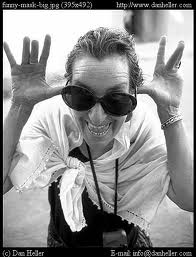 funny-mask-big.jpg (395x492) http://www.danheller.com
(c) Dan Heller E-mail info@danheller.com